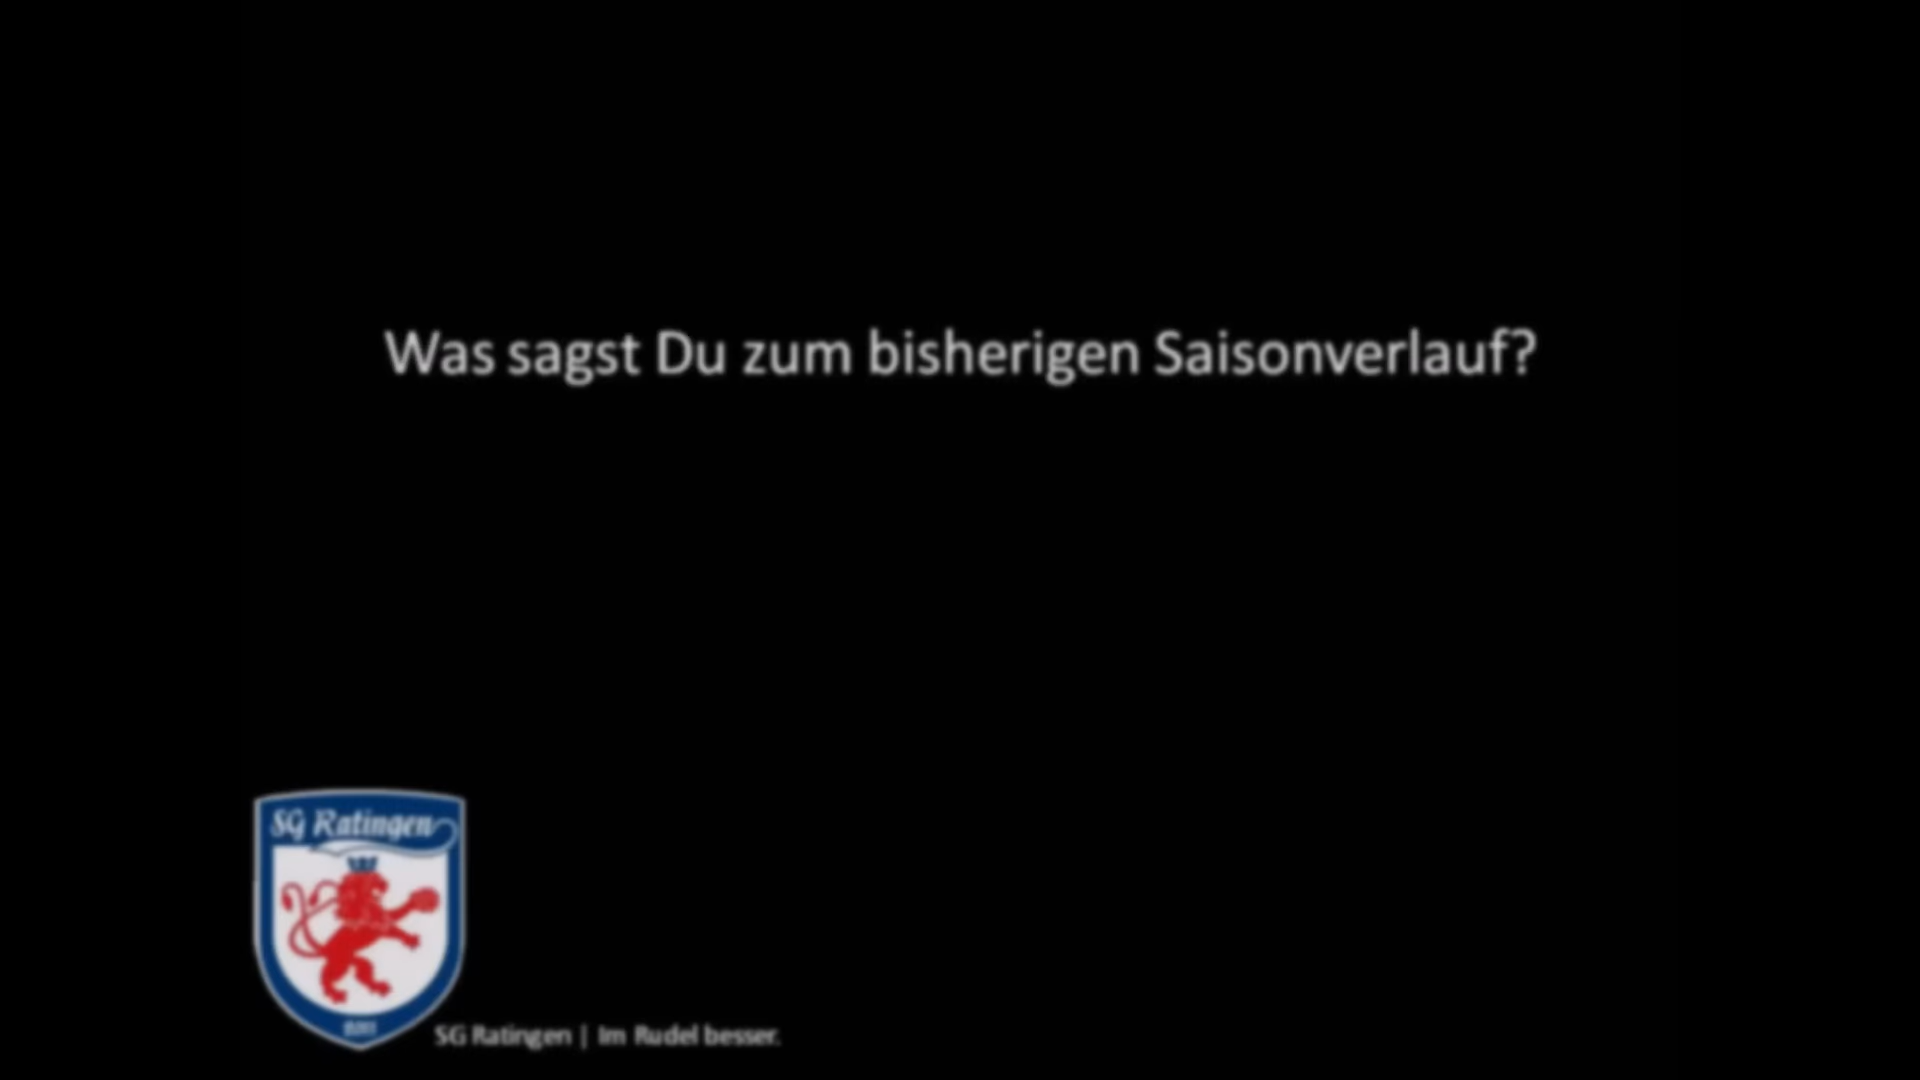 Was sagst Du zum bisherigen Saisonverlauf?
SG Ratingen
SG Ratingen | Im Rudel besser.